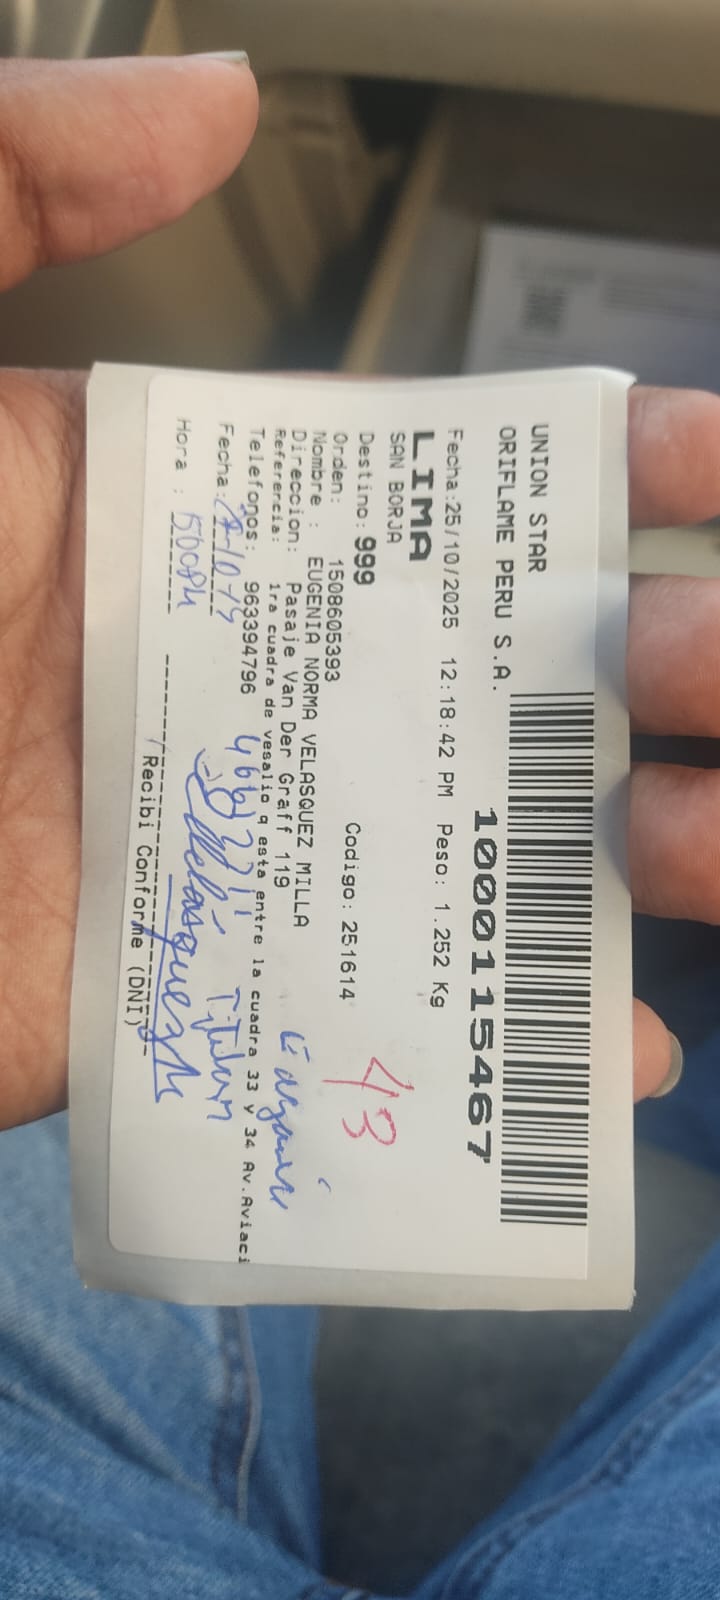 UNION STAR
ORIFLAME PERU S.A.
10001115467
Fecha:25/10/2025 12:18:42 PM Peso: 1.252 Kg
LIMA
SAN BORJA
Destino: 999
Orden: 1508605393 Codigo: 251614
43
Nombre : EUGENIA NORMA VELASQUEZ MILLA
Direccion: Pasaje Van Der Graff 119
Referencia: 1ra cuadra de vesalio q esta entre la cuadra 33 y 34 Av.Aviaci
Telefonos: 963394796
Fecha:
Titular
Hora :
Recibi Conforme (DNI)